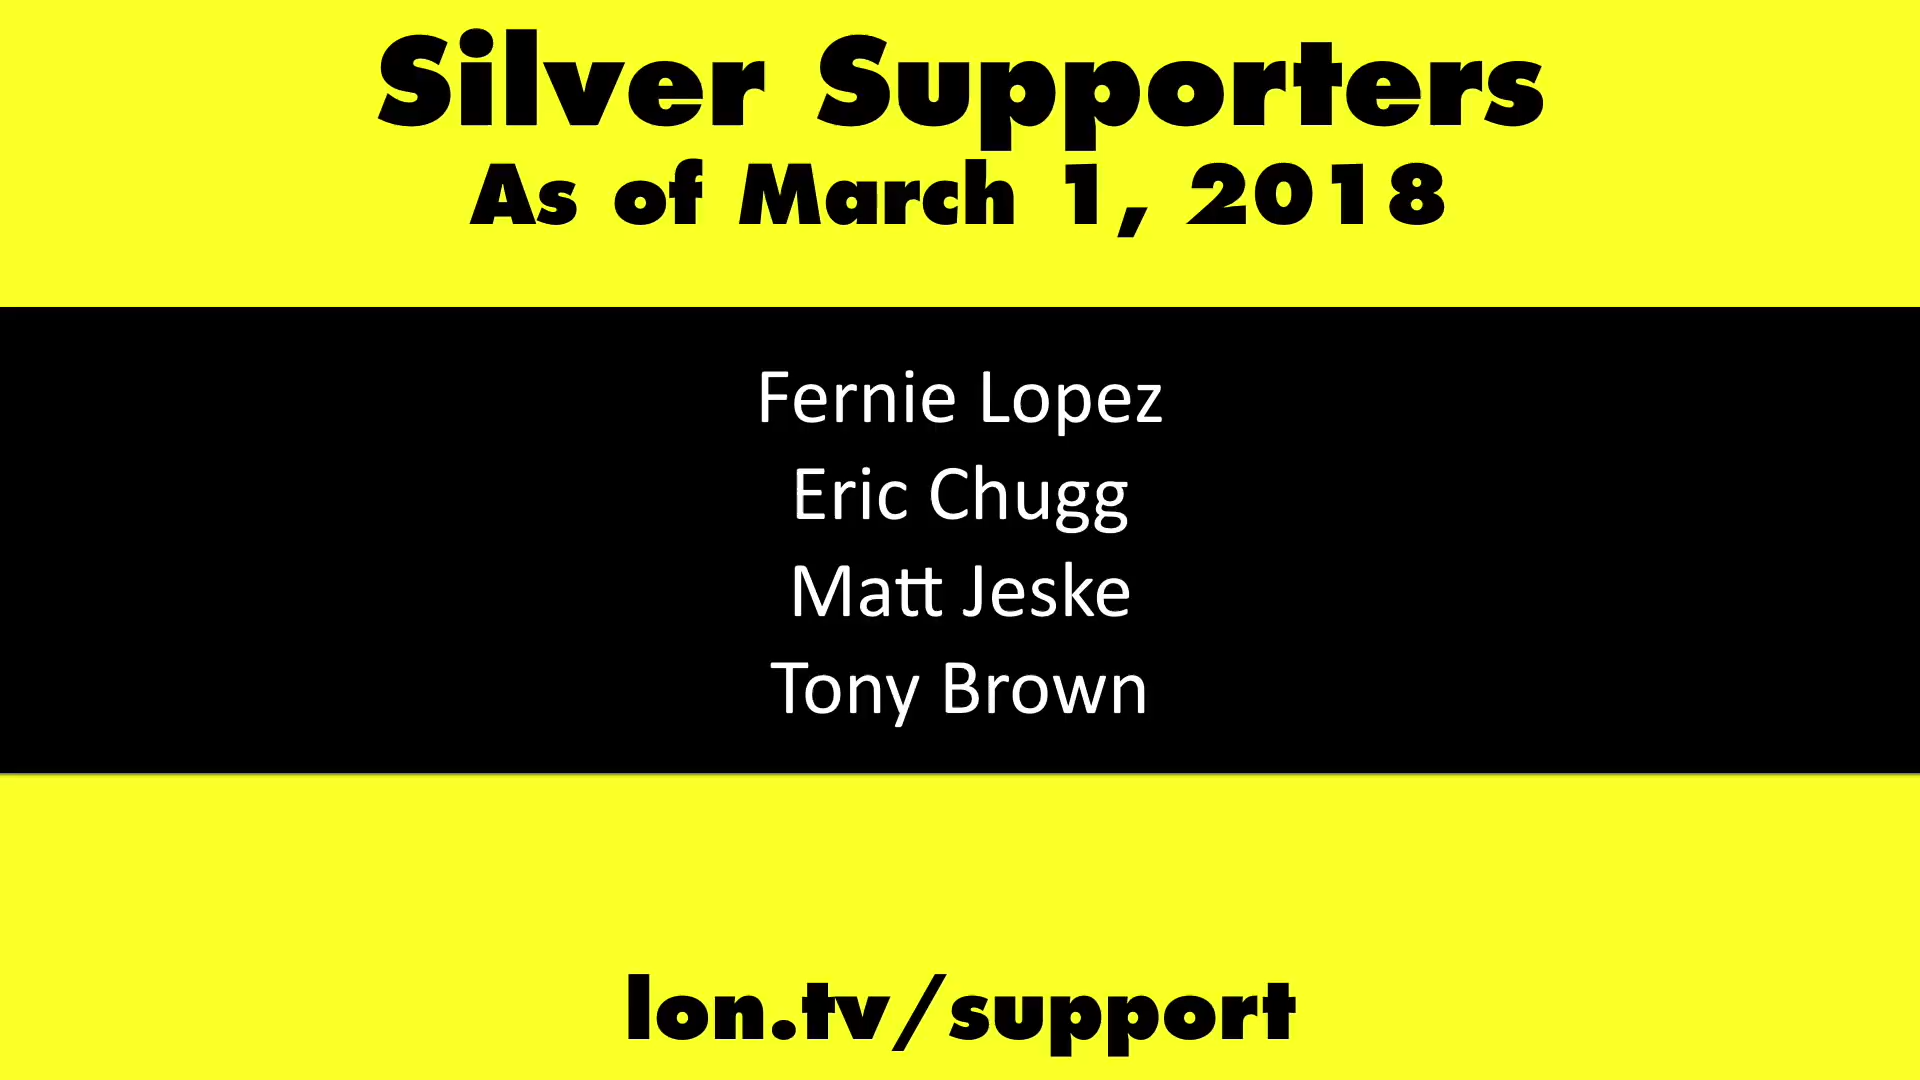 Silver Supporters
As of March 1, 2018
Fernie Lopez
Eric Chugg
Matt Jeske
Tony Brown
lon.tv/support